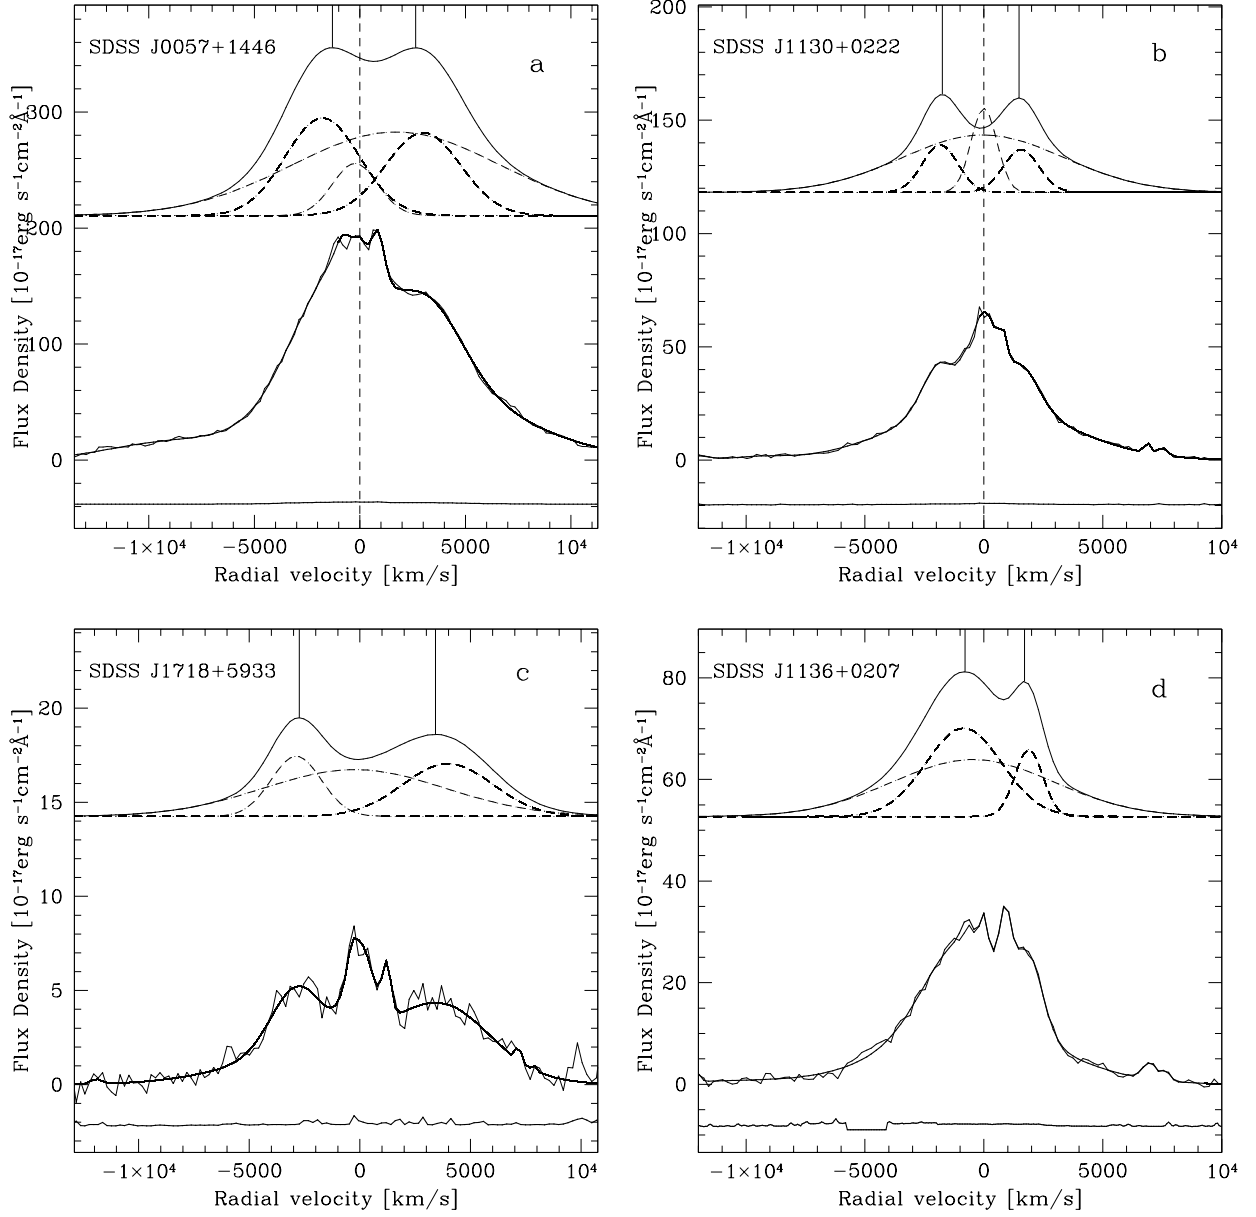 SDSS J0057+1446
a
300
200
100
0
Flux Density [10⁻¹⁷erg s⁻¹cm⁻²Å⁻¹]
−1×10⁴ −5000 0 5000 10⁴
Radial velocity [km/s]
SDSS J1130+0222
b
200
150
100
50
0
Flux Density [10⁻¹⁷erg s⁻¹cm⁻²Å⁻¹]
−1×10⁴ −5000 0 5000 10⁴
Radial velocity [km/s]
SDSS J1718+5933
c
20
15
10
5
0
Flux Density [10⁻¹⁷erg s⁻¹cm⁻²Å⁻¹]
−1×10⁴ −5000 0 5000
Radial velocity [km/s]
SDSS J1136+0207
d
80
60
40
20
0
Flux Density [10⁻¹⁷erg s⁻¹cm⁻²Å⁻¹]
−1×10⁴ −5000 0 5000 10⁴
Radial velocity [km/s]